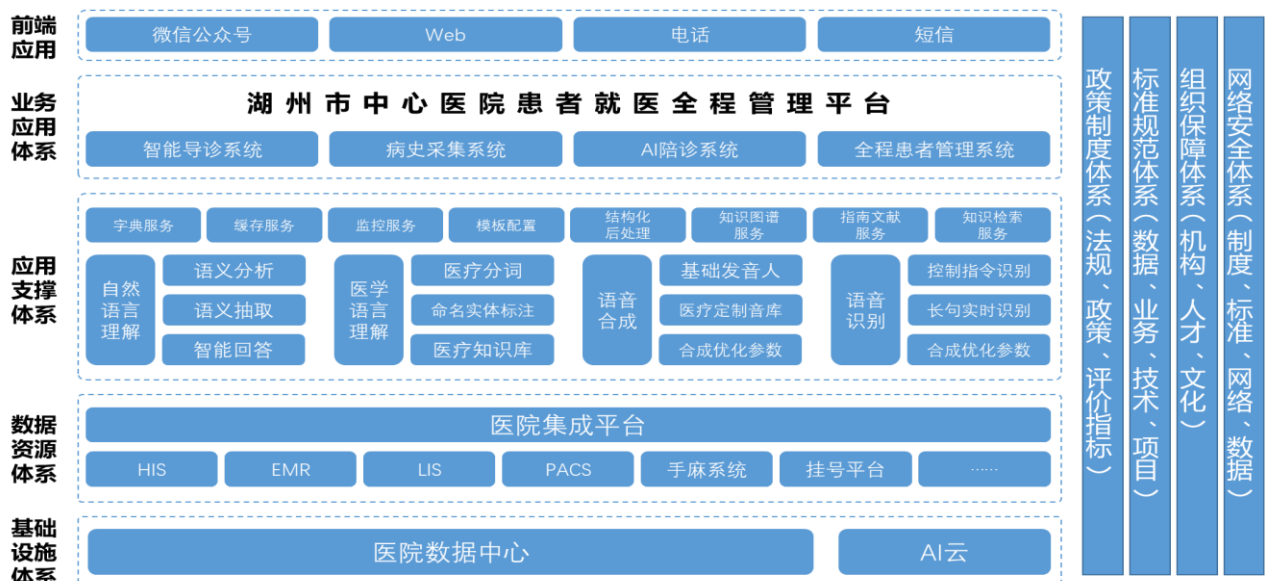 前端
应用
微信公众号
Web
电话
短信
业务
应用
体系
湖州市中心医院患者就医全程管理平台
智能导诊系统
病史采集系统
AI陪诊系统
全程患者管理系统
应用
支撑
体系
字典服务
缓存服务
监控服务
模板配置
结构化
后处理
知识图谱
服务
指南文献
服务
知识检索
服务
自然
语言
理解
语义分析
语义抽取
智能回答
医学
语言
理解
医疗分词
命名实体标注
医疗知识库
语音
合成
基础发音人
医疗定制音库
合成优化参数
语音
识别
控制指令识别
长句实时识别
合成优化参数
数据
资源
体系
医院集成平台
HIS
EMR
LIS
PACS
手麻系统
挂号平台
……
基础
设施
体系
医院数据中心
AI云
政策制度体系（法规、政策、评价指标）
标准规范体系（数据、业务、技术、项目）
组织保障体系（机构、人才、文化）
网络安全体系（制度、标准、网络、数据）